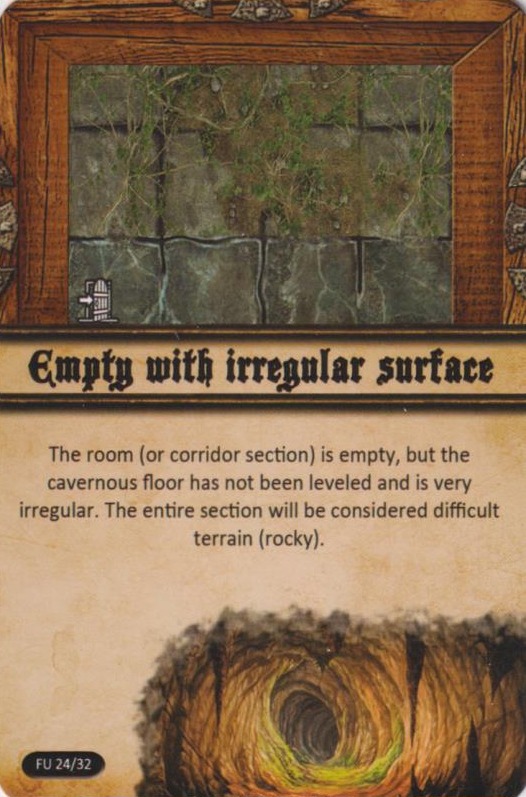 Empty with irregular surface
The room (or corridor section) is empty, but the
cavernous floor has not been leveled and is very
irregular. The entire section will be considered difficult
terrain (rocky).
FU 24/32